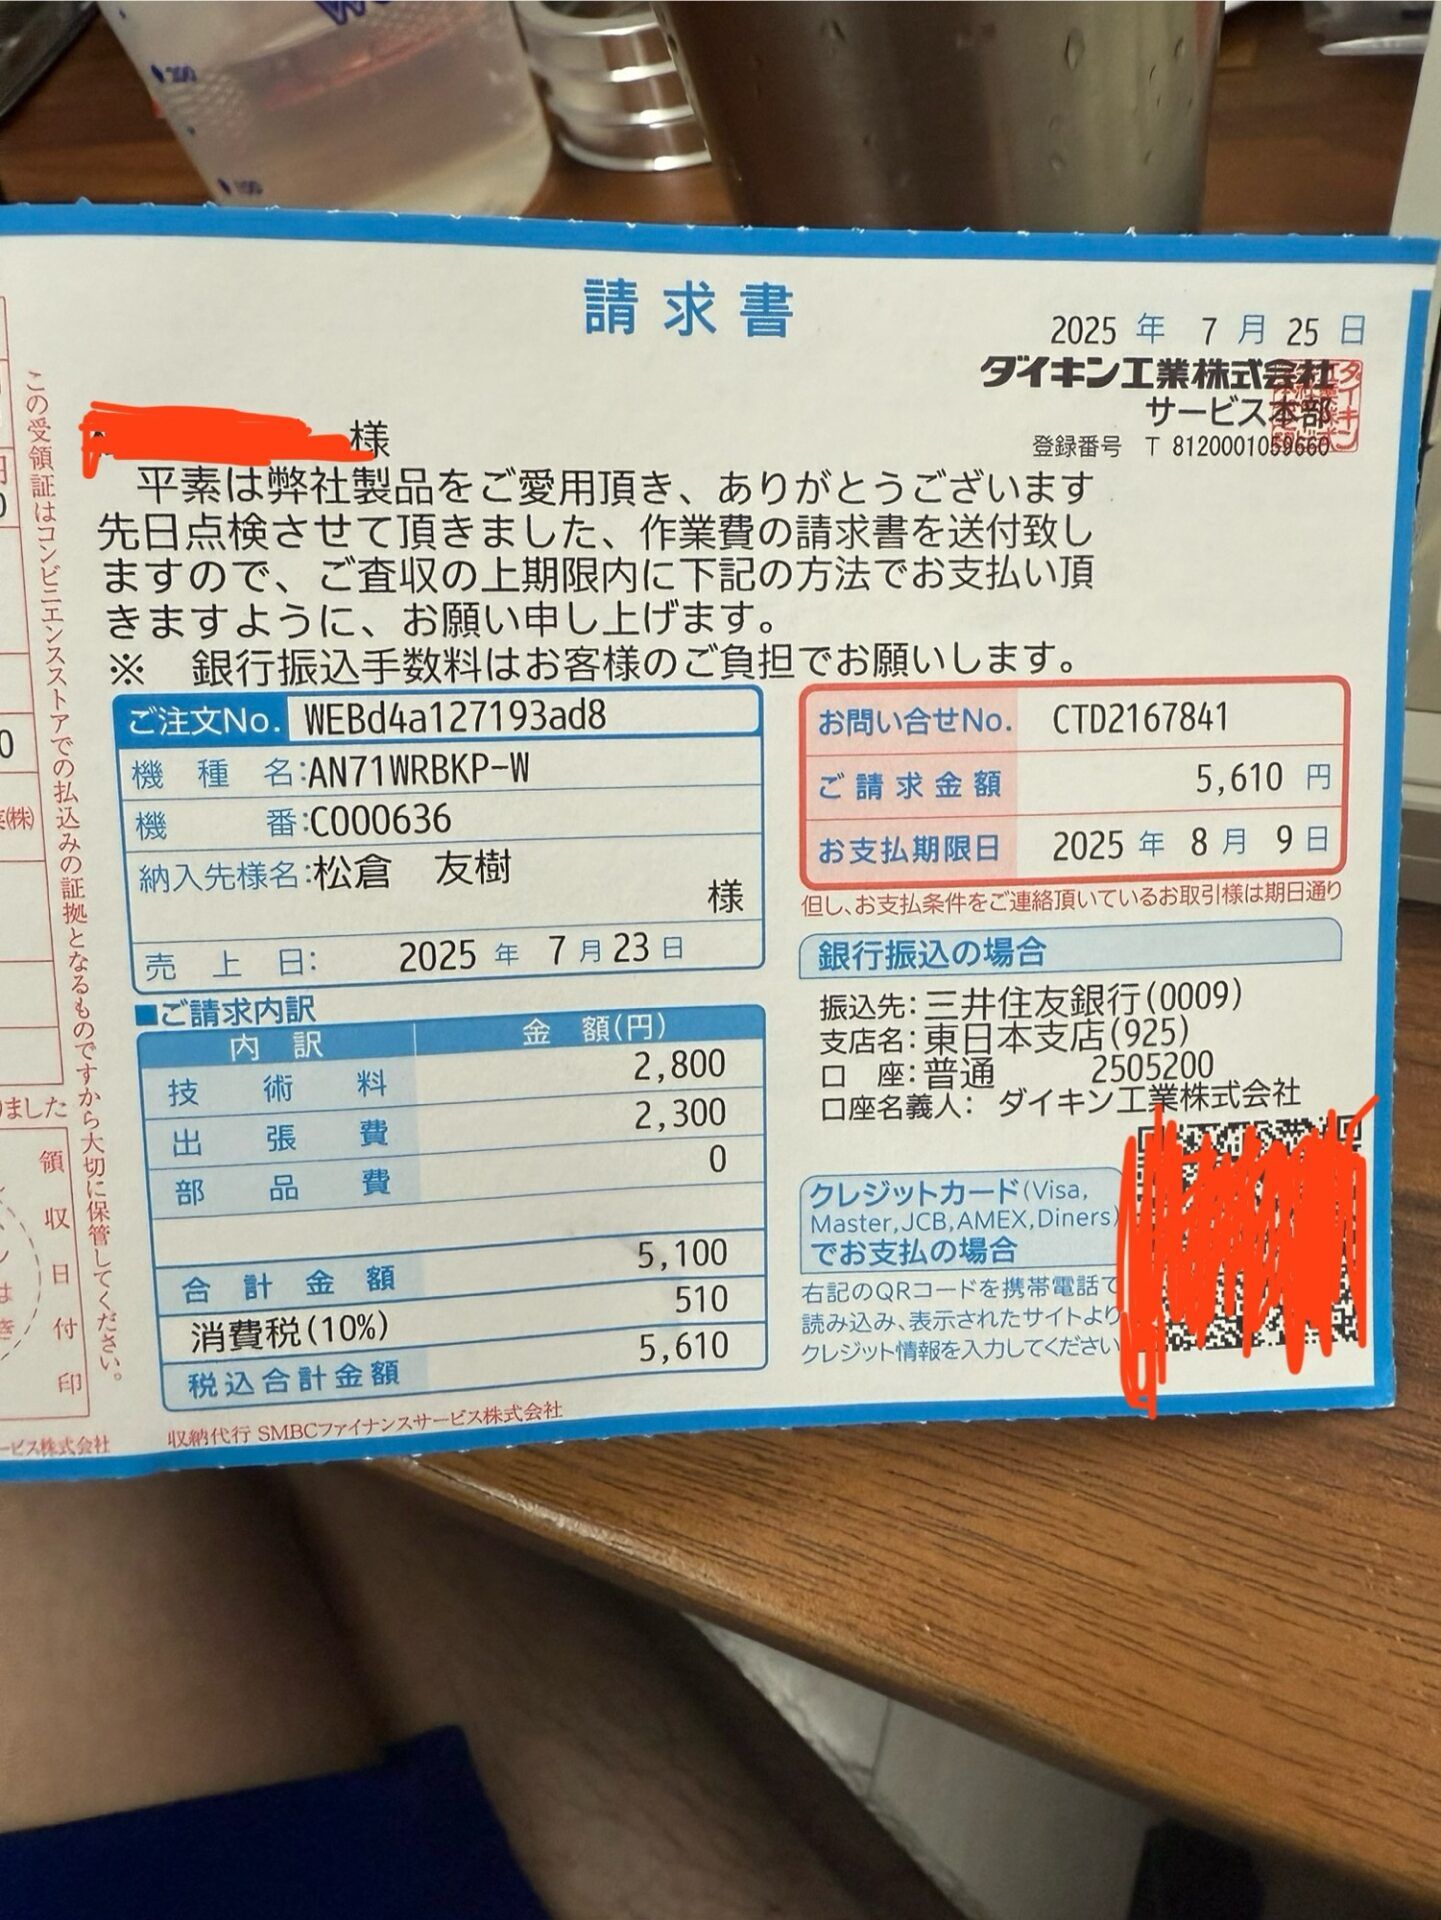 請求書
2025 年 7 月 25 日
ダイキン工業株式会社
サービス本部
登録番号 T 8120001059660
様
平素は弊社製品をご愛用頂き、ありがとうございます
先日点検させて頂きました、作業費の請求書を送付致し
ますので、ご査収の上期限内に下記の方法でお支払い頂
きますように、お願い申し上げます。
※ 銀行振込手数料はお客様のご負担でお願いします。
ご注文No. WEBd4a127193ad8
機種名:AN71WRBKP-W
機番:C000636
納入先様名:松倉 友樹
様
売上日: 2025 年 7 月 23 日
■ご請求内訳
内訳 金額(円)
技術料 2,800
出張費 2,300
部品費 0
合計金額 5,100
消費税(10%) 510
税込合計金額 5,610
収納代行 SMBCファイナンスサービス株式会社
お問い合せNo. CTD2167841
ご請求金額 5,610 円
お支払期限日 2025 年 8 月 9 日
但し、お支払条件をご連絡頂いているお取引様は期日通り
銀行振込の場合
振込先:三井住友銀行(0009)
支店名:東日本支店(925)
口座:普通 2505200
口座名義人: ダイキン工業株式会社
クレジットカード(Visa,
Master,JCB,AMEX,Diners)
でお支払の場合
右記のQRコードを携帯電話で
読み込み、表示されたサイトより
クレジット情報を入力してください
この受領証はコンビニエンスストアでの払込みの証拠となるものですから大切に保管してください。
りました
領収日付印
ービス株式会社
(株)
200
100